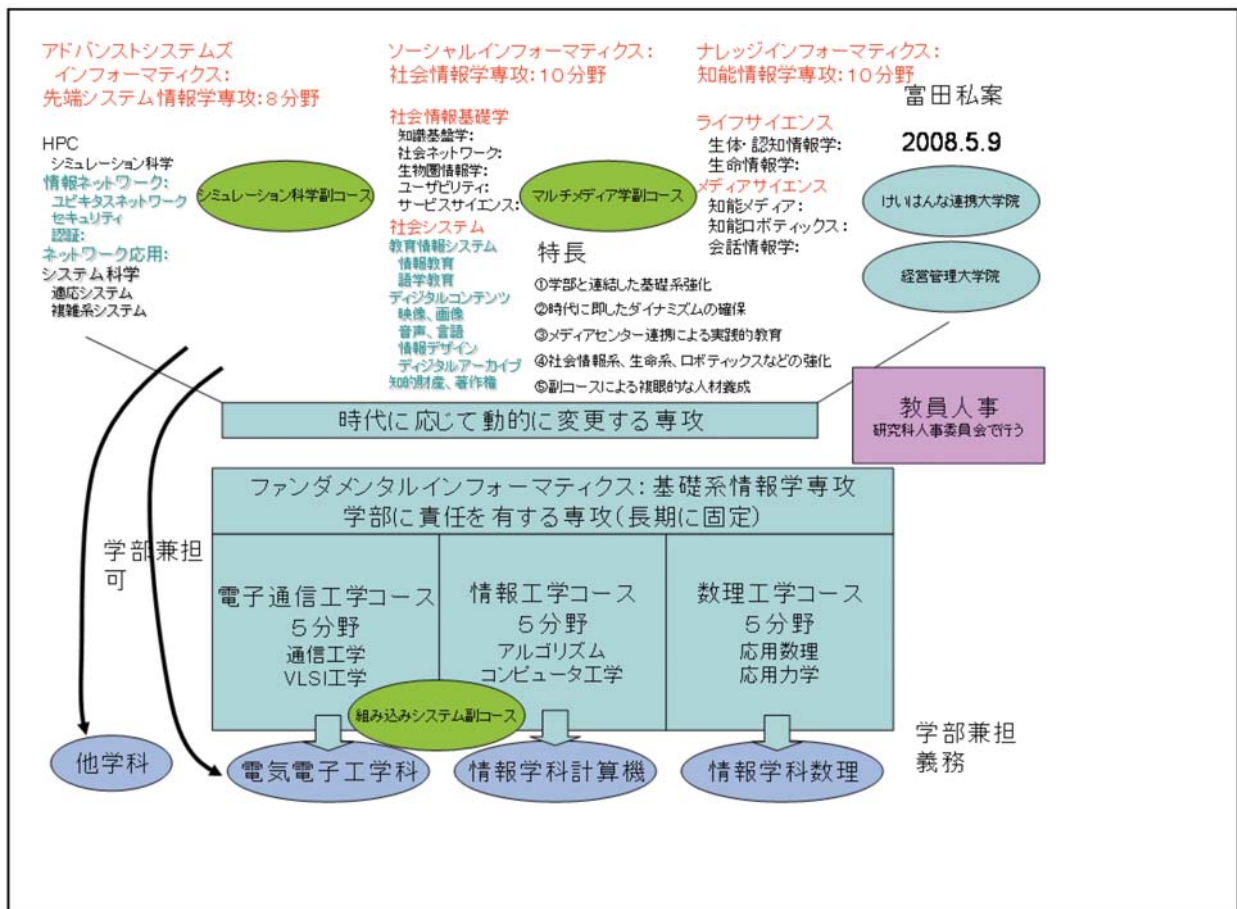 アドバンストシステムズ
インフォーマティクス:
先端システム情報学専攻:8分野
HPC
シミュレーション科学
情報ネットワーク:
ユビキタスネットワーク
セキュリティ
認証:
ネットワーク応用:
システム科学
適応システム
複雑系システム
シミュレーション科学副コース
ソーシャルインフォーマティクス:
社会情報学専攻:10分野
社会情報基礎学
知識基盤学:
社会ネットワーク:
生物圏情報学:
ユーザビリティ:
サービスサイエンス:
社会システム
教育情報システム
情報教育
語学教育
ディジタルコンテンツ
映像、画像
音声、言語
情報デザイン
ディジタルアーカイブ
知的財産、著作権
マルチメディア学副コース
ナレッジインフォーマティクス:
知能情報学専攻:10分野
ライフサイエンス
生体・認知情報学:
生命情報学:
メディアサイエンス
知能メディア:
知能ロボティックス:
会話情報学:
富田私案
2008.5.9
けいはんな連携大学院
経営管理大学院
特長
①学部と連結した基礎系強化
②時代に即したダイナミズムの確保
③メディアセンター連携による実践的教育
④社会情報系、生命系、ロボティックスなどの強化
⑤副コースによる複眼的な人材養成
時代に応じて動的に変更する専攻
教員人事
研究科人事委員会で行う
ファンダメンタルインフォーマティクス:基礎系情報学専攻
学部に責任を有する専攻(長期に固定)
学部兼担
可
電子通信工学コース
5分野
通信工学
VLSI工学
情報工学コース
5分野
アルゴリズム
コンピュータ工学
数理工学コース
5分野
応用数理
応用力学
組み込みシステム副コース
学部兼担
義務
他学科
電気電子工学科
情報学科計算機
情報学科数理